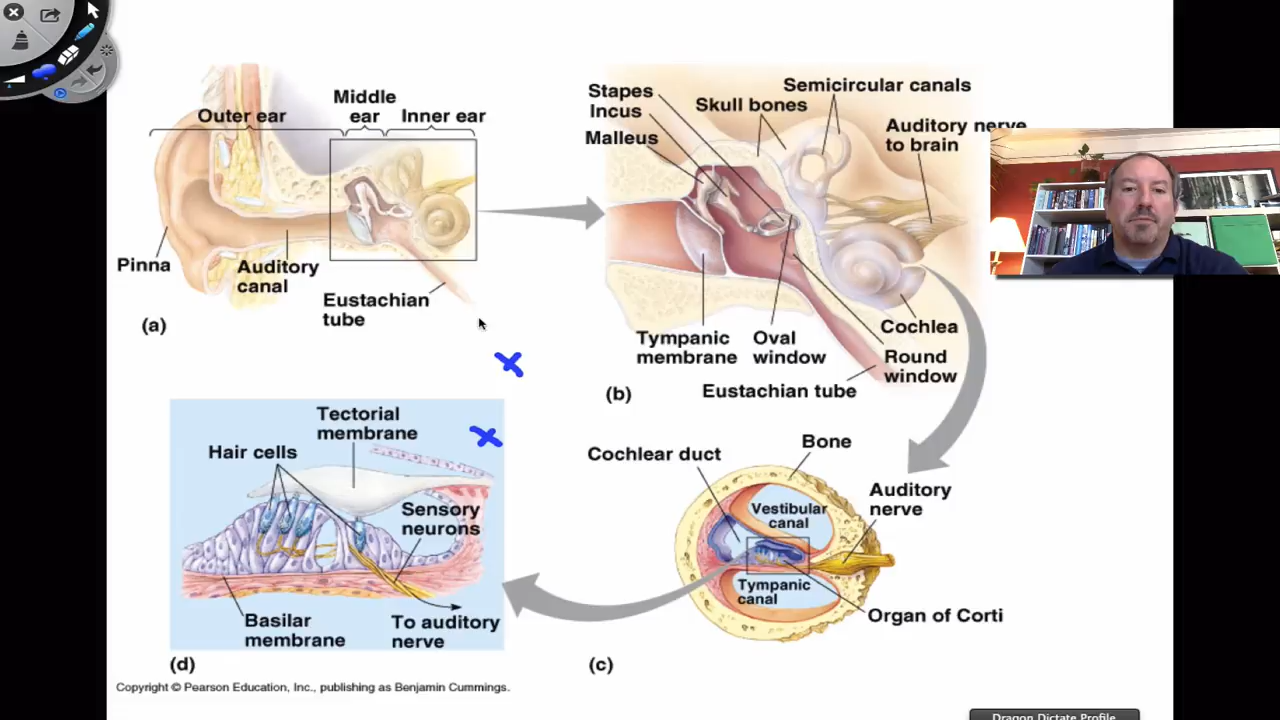 Outer ear
Middle
ear
Inner ear
Pinna
Auditory
canal
Eustachian
tube
(a)
Stapes
Incus
Malleus
Skull bones
Semicircular canals
Auditory nerve
to brain
Tympanic
membrane
Oval
window
Cochlea
Round
window
Eustachian tube
(b)
Tectorial
membrane
Hair cells
Sensory
neurons
Basilar
membrane
To auditory
nerve
(d)
Cochlear duct
Bone
Vestibular
canal
Auditory
nerve
Tympanic
canal
Organ of Corti
(c)
Copyright © Pearson Education, Inc., publishing as Benjamin Cummings.
Dragon Dictate Profile